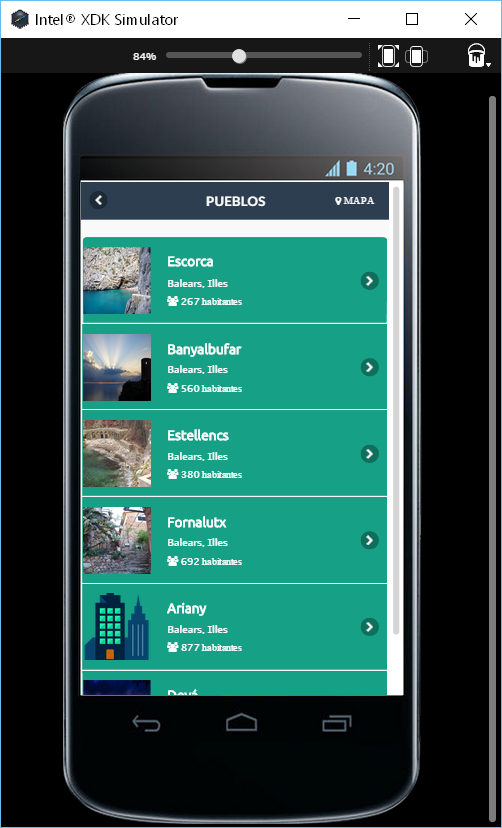 Intel® XDK Simulator
84%
4:20
PUEBLOS
MAPA
Escorca
Balears, Illes
267 habitantes
Banyalbufar
Balears, Illes
560 habitantes
Estellencs
Balears, Illes
380 habitantes
Fornalutx
Balears, Illes
692 habitantes
Ariany
Balears, Illes
877 habitantes